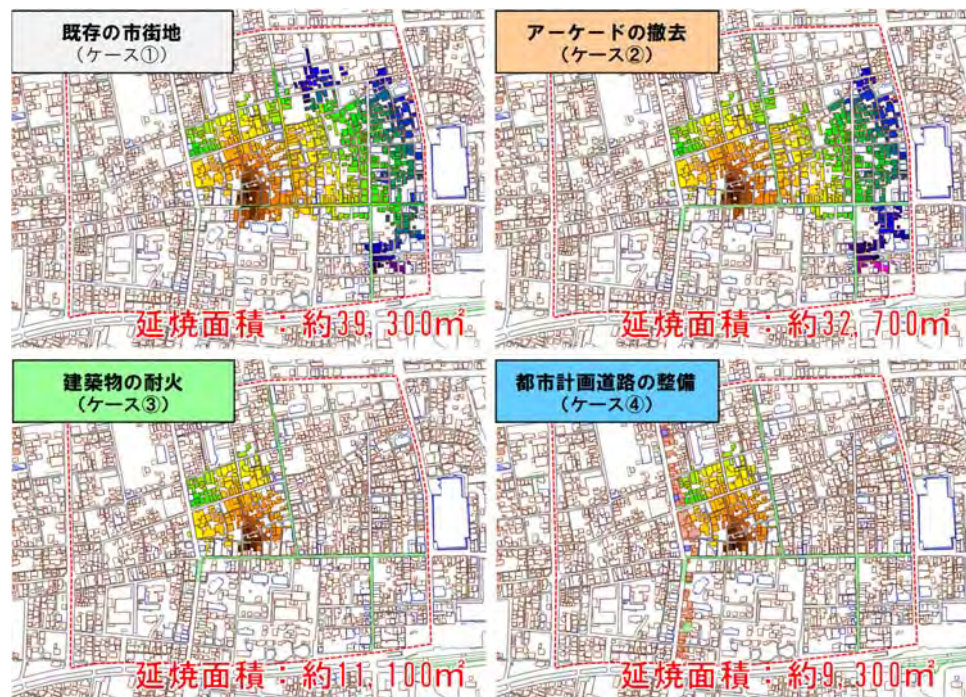 既存の市街地
(ケース①)
延焼面積：約39,300㎡
アーケードの撤去
(ケース②)
延焼面積：約32,700㎡
建築物の耐火
(ケース③)
延焼面積：約11,100㎡
都市計画道路の整備
(ケース④)
延焼面積：約9,300㎡